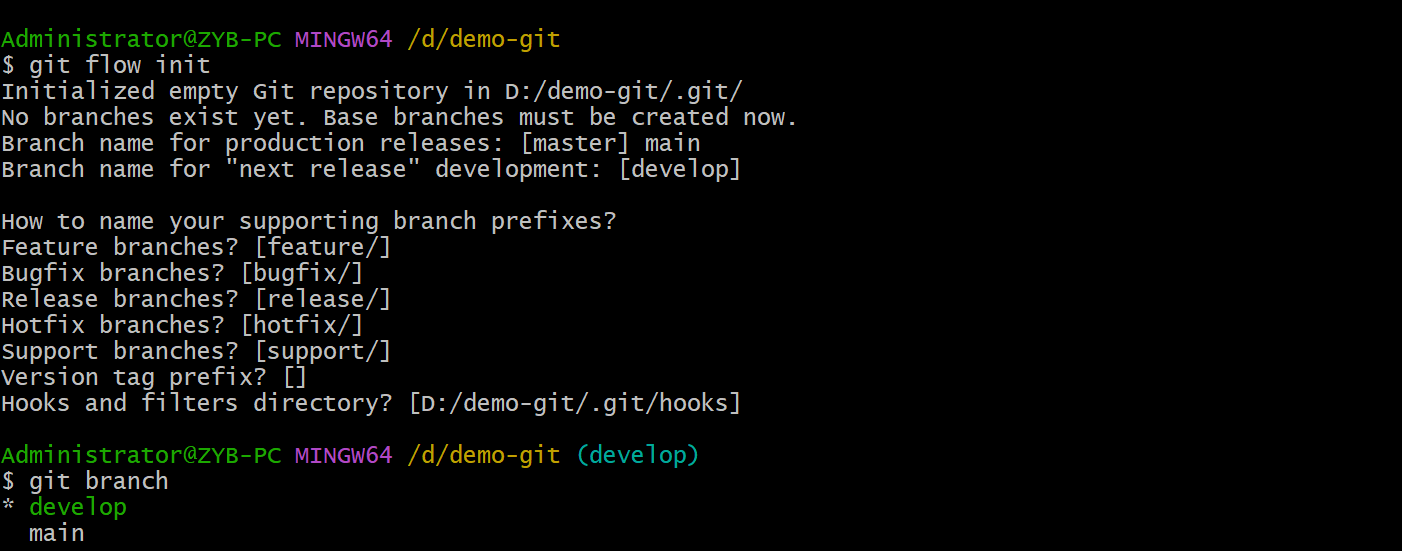 Administrator@ZYB-PC MINGW64 /d/demo-git
$ git flow init
Initialized empty Git repository in D:/demo-git/.git/
No branches exist yet. Base branches must be created now.
Branch name for production releases: [master] main
Branch name for "next release" development: [develop]
How to name your supporting branch prefixes?
Feature branches? [feature/]
Bugfix branches? [bugfix/]
Release branches? [release/]
Hotfix branches? [hotfix/]
Support branches? [support/]
Version tag prefix? []
Hooks and filters directory? [D:/demo-git/.git/hooks]
Administrator@ZYB-PC MINGW64 /d/demo-git (develop)
$ git branch
* develop
  main